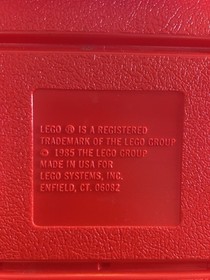 LEGO ® IS A REGISTERED
TRADEMARK OF THE LEGO GROUP
© 1985 THE LEGO GROUP
MADE IN USA FOR
LEGO SYSTEMS, INC.
ENFIELD, CT. 06082